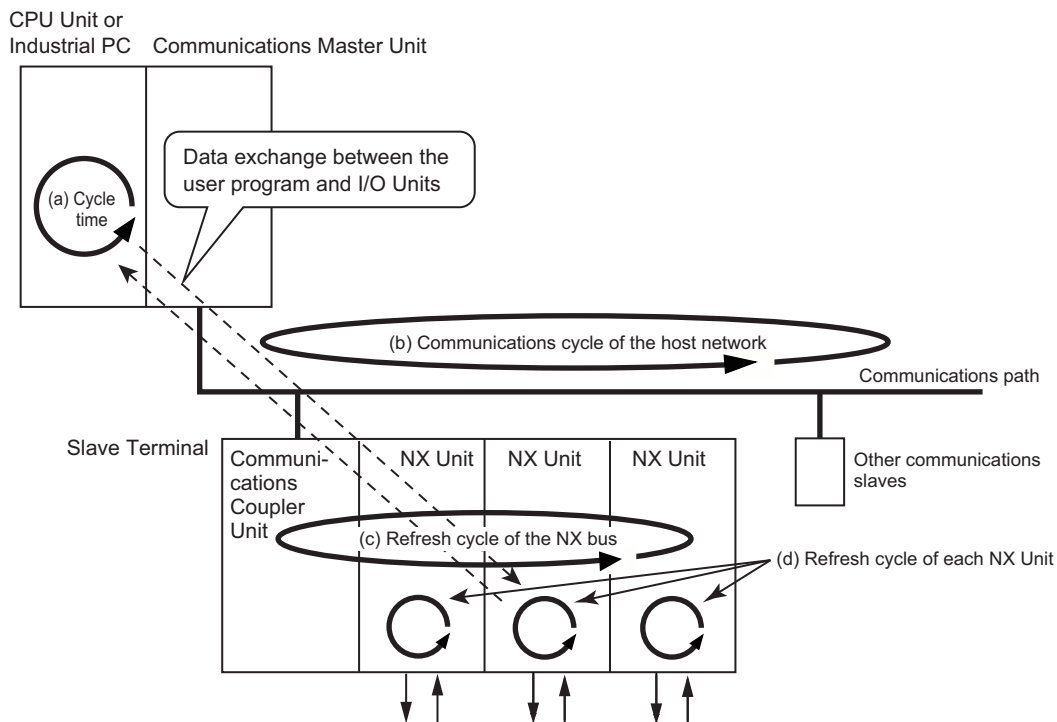 CPU Unit or
Industrial PC
Communications Master Unit
Data exchange between the
user program and I/O Units
(a) Cycle
time
(b) Communications cycle of the host network
Communications path
Slave Terminal
Communi-
cations
Coupler
Unit
NX Unit
NX Unit
NX Unit
Other communications
slaves
(c) Refresh cycle of the NX bus
(d) Refresh cycle of each NX Unit